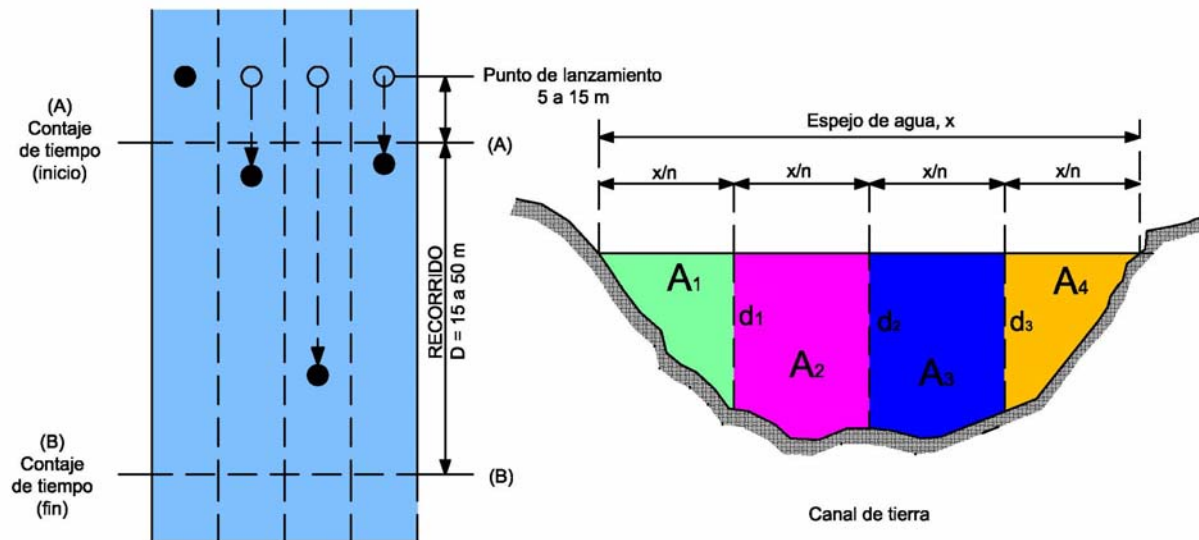 Punto de lanzamiento
5 a 15 m
(A)
Contaje
de tiempo
(inicio)
(A)
RECORRIDO
D = 15 a 50 m
(B)
Contaje
de tiempo
(fin)
(B)
Espejo de agua, x
x/n
x/n
x/n
x/n
A1
d1
A2
d2
A3
d3
A4
Canal de tierra